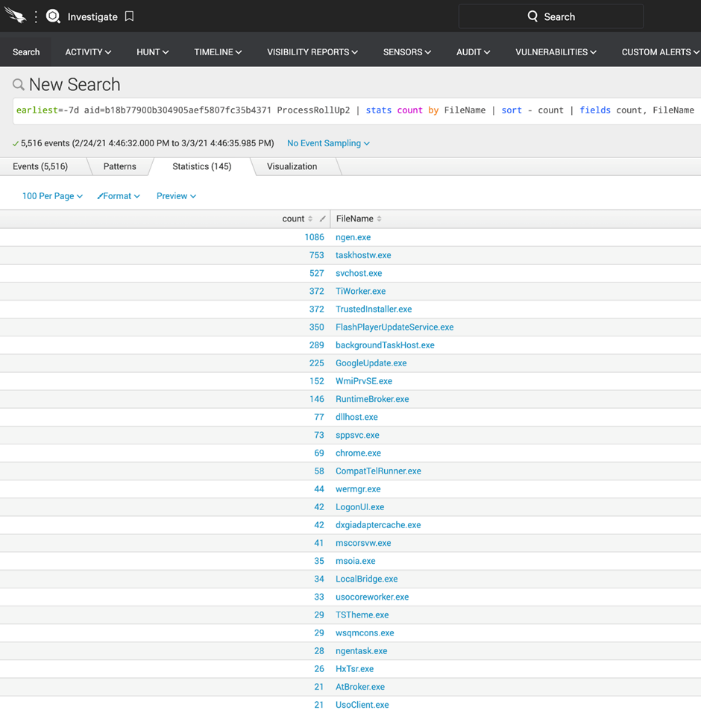 Investigate
Search
Search ACTIVITY HUNT TIMELINE VISIBILITY REPORTS SENSORS AUDIT VULNERABILITIES CUSTOM ALERTS
New Search
earliest=-7d aid=b18b77900b304905aef5807fc35b4371 ProcessRollUp2 | stats count by FileName | sort - count | fields count, FileName
5,516 events (2/24/21 4:46:32.000 PM to 3/3/21 4:46:35.985 PM) No Event Sampling
Events (5,516) Patterns Statistics (145) Visualization
100 Per Page Format Preview
count FileName
1086 ngen.exe
753 taskhostw.exe
527 svchost.exe
372 TiWorker.exe
372 TrustedInstaller.exe
350 FlashPlayerUpdateService.exe
289 backgroundTaskHost.exe
225 GoogleUpdate.exe
152 WmiPrvSE.exe
146 RuntimeBroker.exe
77 dllhost.exe
73 sppsvc.exe
69 chrome.exe
58 CompatTelRunner.exe
44 wermgr.exe
42 LogonUI.exe
42 dxgiadaptercache.exe
41 mscorsvw.exe
35 msoia.exe
34 LocalBridge.exe
33 usocoreworker.exe
29 TSTheme.exe
29 wsqmcons.exe
28 ngentask.exe
26 HxTsr.exe
21 AtBroker.exe
21 UsoClient.exe